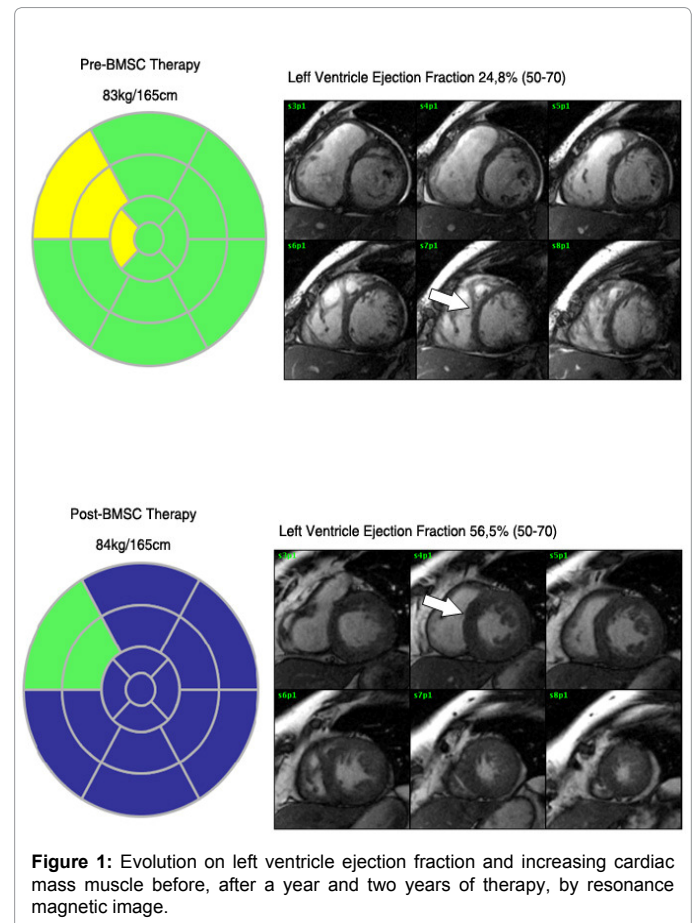 Pre-BMSC Therapy
83kg/165cm
Left Ventricle Ejection Fraction 24,8% (50-70)
s3p1
s4p1
s5p1
s6p1
s7p1
s8p1
Post-BMSC Therapy
84kg/165cm
Left Ventricle Ejection Fraction 56,5% (50-70)
s4p1
s5p1
s6p1
s7p1
s8p1
Figure 1: Evolution on left ventricle ejection fraction and increasing cardiac
mass muscle before, after a year and two years of therapy, by resonance
magnetic image.